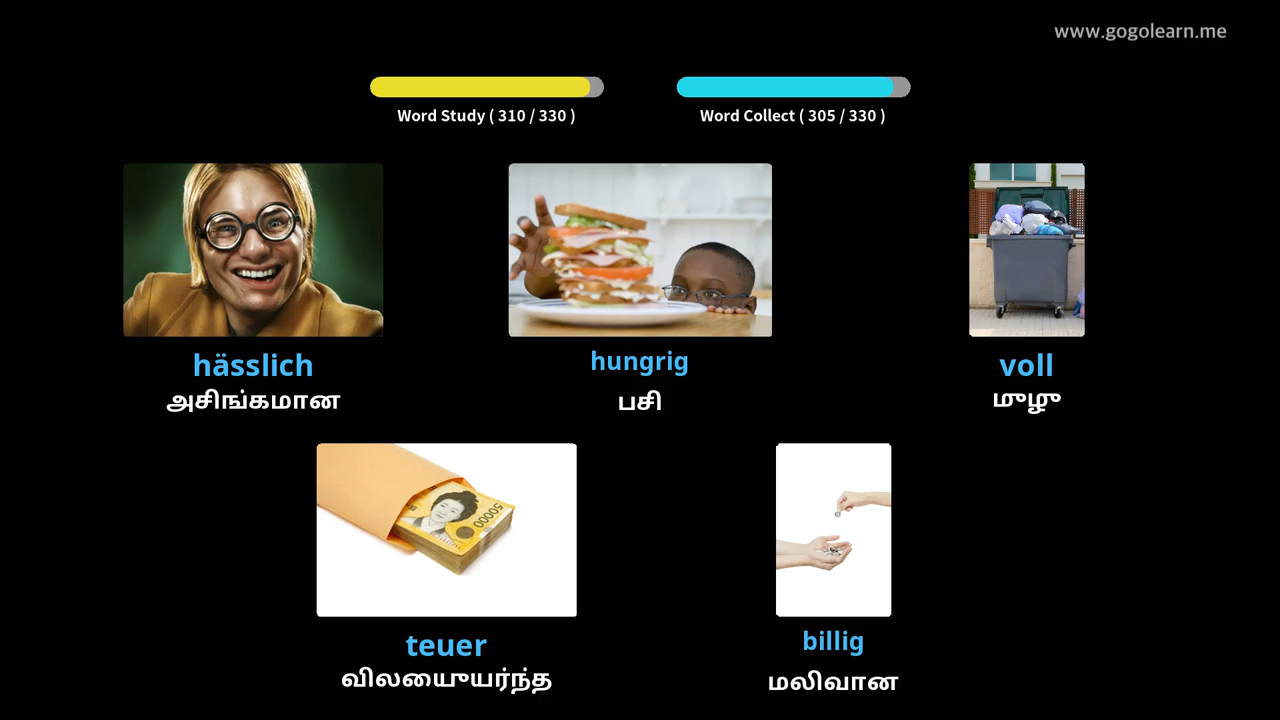 www.gogolearn.me
Word Study ( 310 / 330 )
Word Collect ( 305 / 330 )
hässlich
அசிங்கமான
hungrig
பசி
voll
முழு
50000
teuer
விலையுயர்ந்த
billig
மலிவான